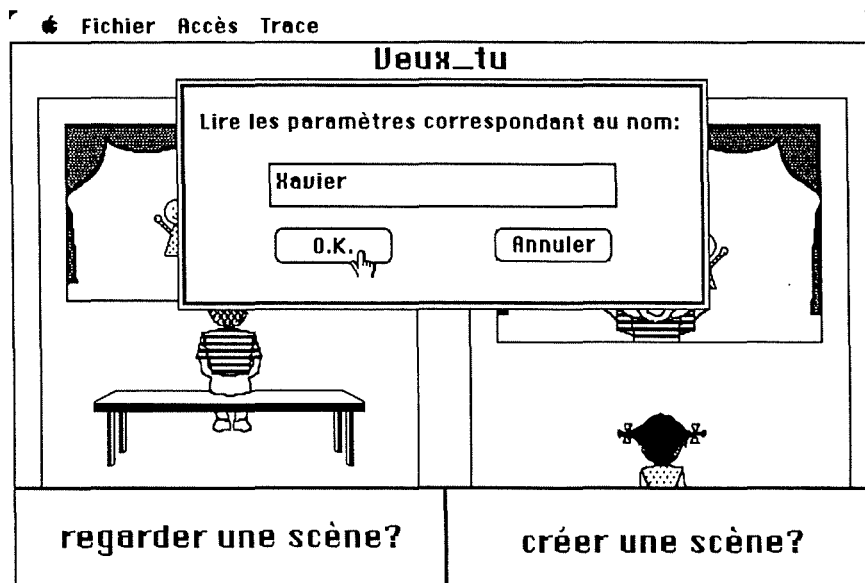 Fichier Accès Trace
Veux_tu
Lire les paramètres correspondant au nom:
Xavier
O.K. Annuler
regarder une scène? créer une scène?